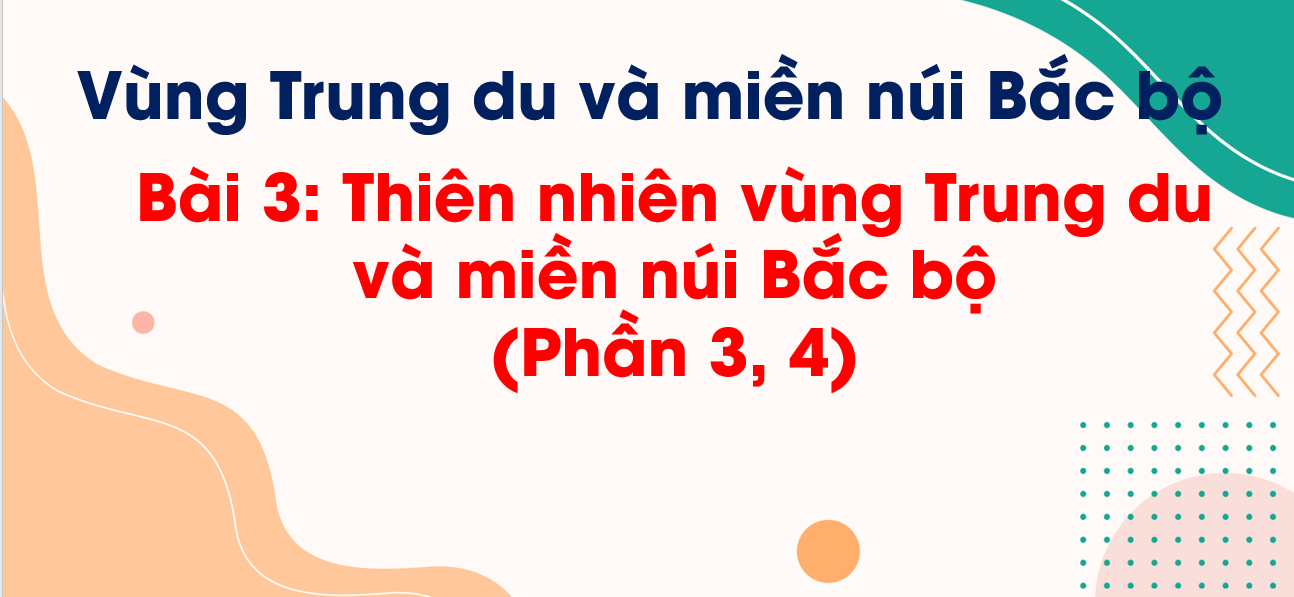 Vùng Trung du và miền núi Bắc bộ
Bài 3: Thiên nhiên vùng Trung du
và miền núi Bắc bộ
(Phần 3, 4)